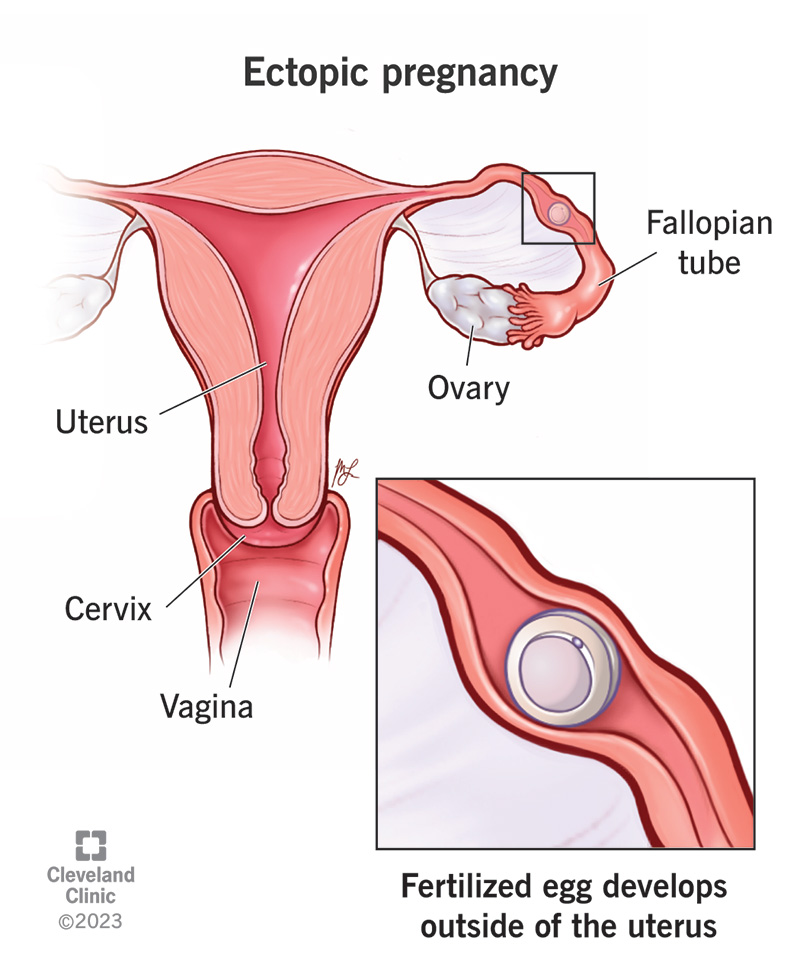 Ectopic pregnancy
Fallopian
tube
Ovary
Uterus
Cervix
Vagina
Cleveland
Clinic
©2023
Fertilized egg develops
outside of the uterus